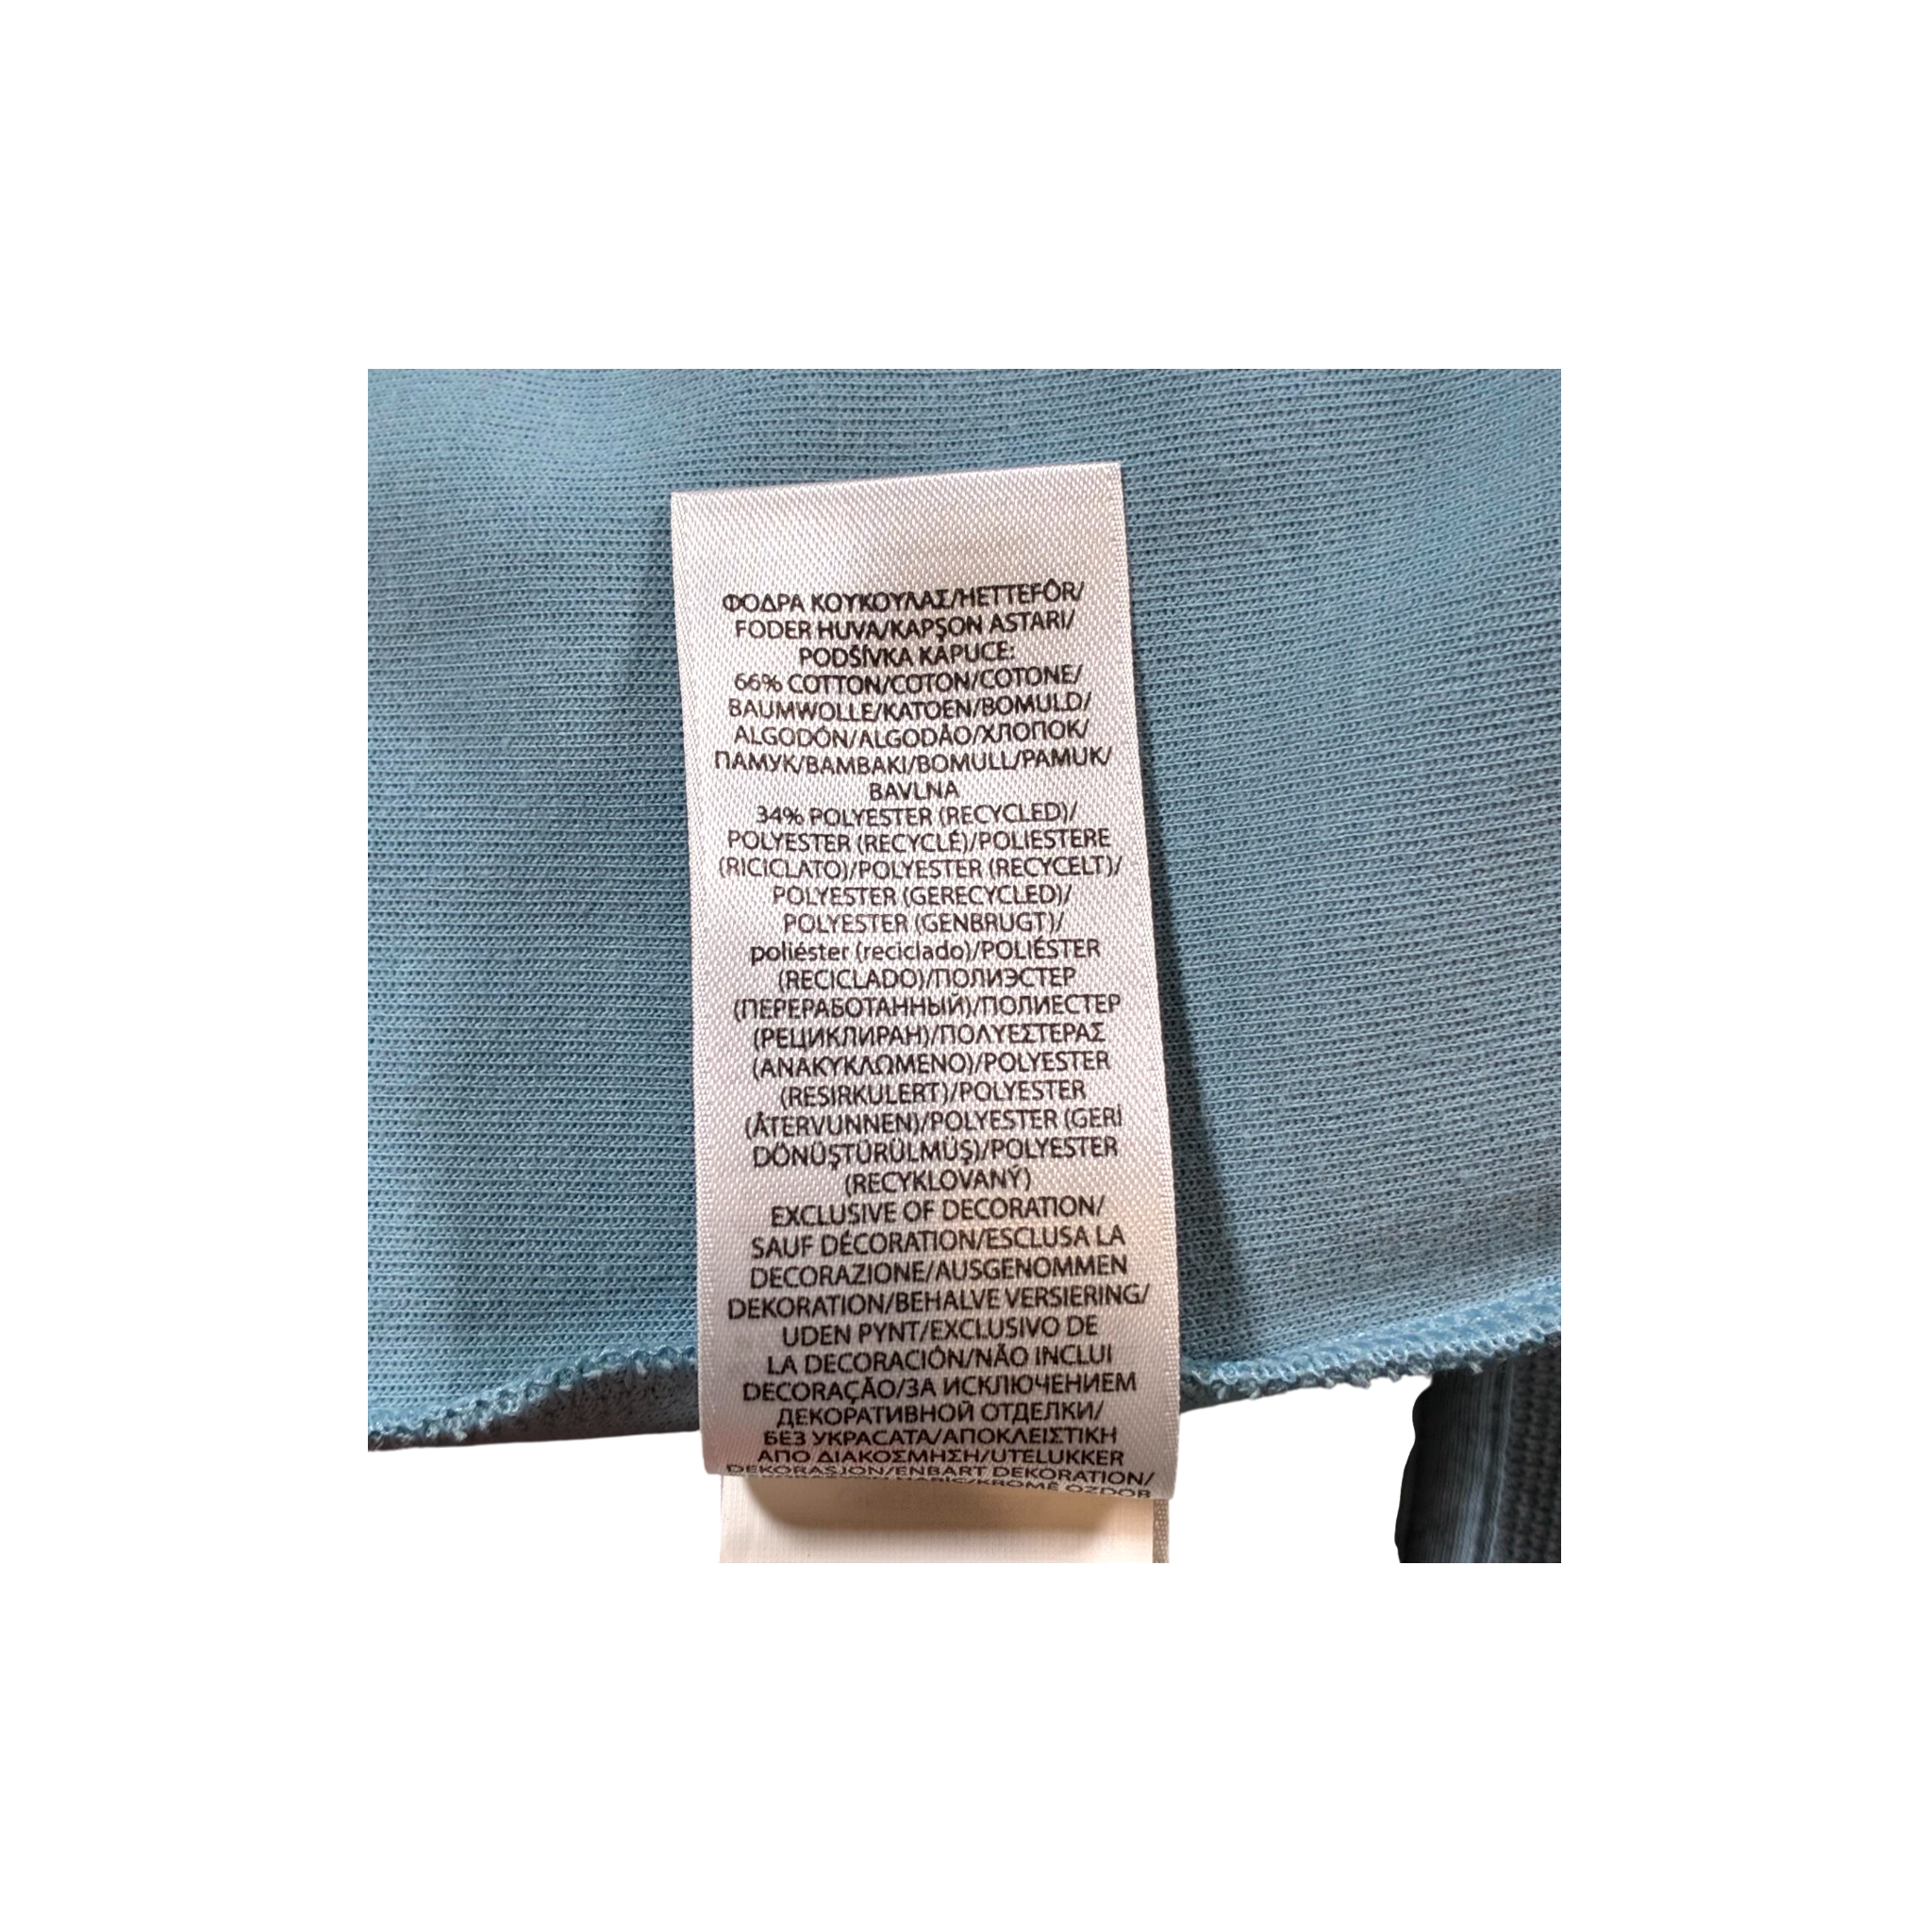 ΦΟΔΡΑ ΚΟΥΚΟΥΛΑΣ/HETTEFÔR/
FODER HUVA/KAPŞON ASTARI/
PODŠÍVKA KAPUCE:
66% COTTON/COTON/COTONE/
BAUMWOLLE/KATOEN/BOMULD/
ALGODÓN/ALGODÃO/ХЛОПОК/
ПАМУК/ΒΑΜΒΑΚΙ/BOMULL/PAMUK/
BAVLNA
34% POLYESTER (RECYCLED)/
POLYESTER (RECYCLÉ)/POLIESTERE
(RICICLATO)/POLYESTER (RECYCELT)/
POLYESTER (GERECYCLED)/
POLYESTER (GENBRUGT)/
poliéster (reciclado)/POLIÉSTER
(RECICLADO)/ПОЛИЭСТЕР
(ПЕРЕРАБОТАННЫЙ)/ПОЛИЕСТЕР
(РЕЦИКЛИРАН)/ΠΟΛΥΕΣΤΕΡΑΣ
(ΑΝΑΚΥΚΛΩΜΕΝΟ)/POLYESTER
(RESIRKULERT)/POLYESTER
(ÅTERVUNNEN)/POLYESTER (GERİ
DÖNÜŞTÜRÜLMÜŞ)/POLYESTER
(RECYKLOVANÝ)
EXCLUSIVE OF DECORATION/
SAUF DÉCORATION/ESCLUSA LA
DECORAZIONE/AUSGENOMMEN
DEKORATION/BEHALVE VERSIERING/
UDEN PYNT/EXCLUSIVO DE
LA DECORACIÓN/NÃO INCLUI
DECORAÇÃO/ЗА ИСКЛЮЧЕНИЕМ
ДЕКОРАТИВНОЙ ОТДЕЛКИ/
БЕЗ УКРАСАТА/ΑΠΟΚΛΕΙΣΤΙΚΗ
ΑΠΟ ΔΙΑΚΟΣΜΗΣΗ/UTELUKKER
DEKORASJON/ENBART DEKORATION/
HARİÇ/KROMĚ OZDOB